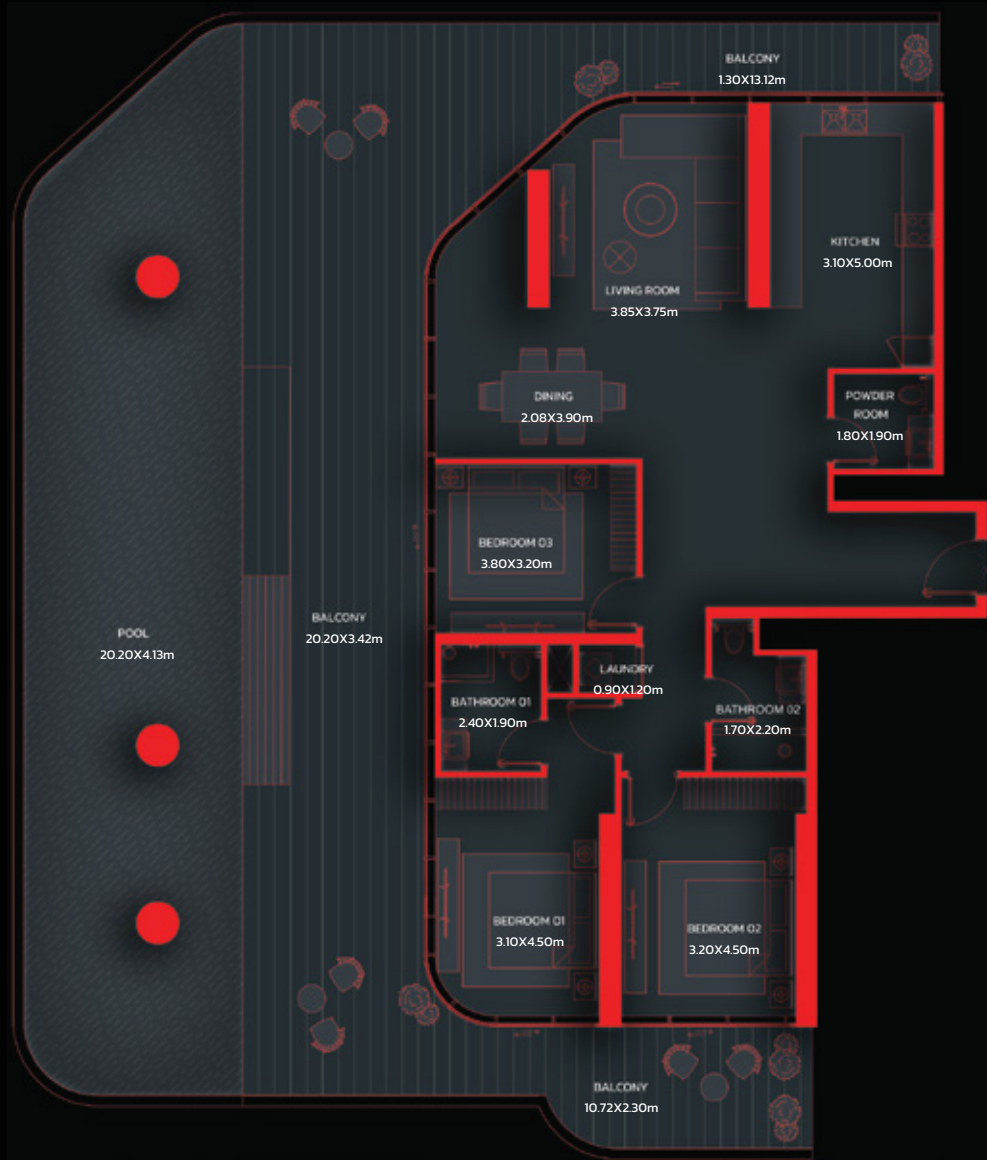 BALCONY
1.30X13.12m
KITCHEN
3.10X5.00m
LIVING ROOM
3.85X3.75m
DINING
2.08X3.90m
POWDER
ROOM
1.80X1.90m
BEDROOM 03
3.80X3.20m
BALCONY
20.20X3.42m
POOL
20.20X4.13m
LAUNDRY
0.90X1.20m
BATHROOM 01
2.40X1.90m
BATHROOM 02
1.70X2.20m
BEDROOM 01
3.10X4.50m
BEDROOM 02
3.20X4.50m
BALCONY
10.72X2.30m